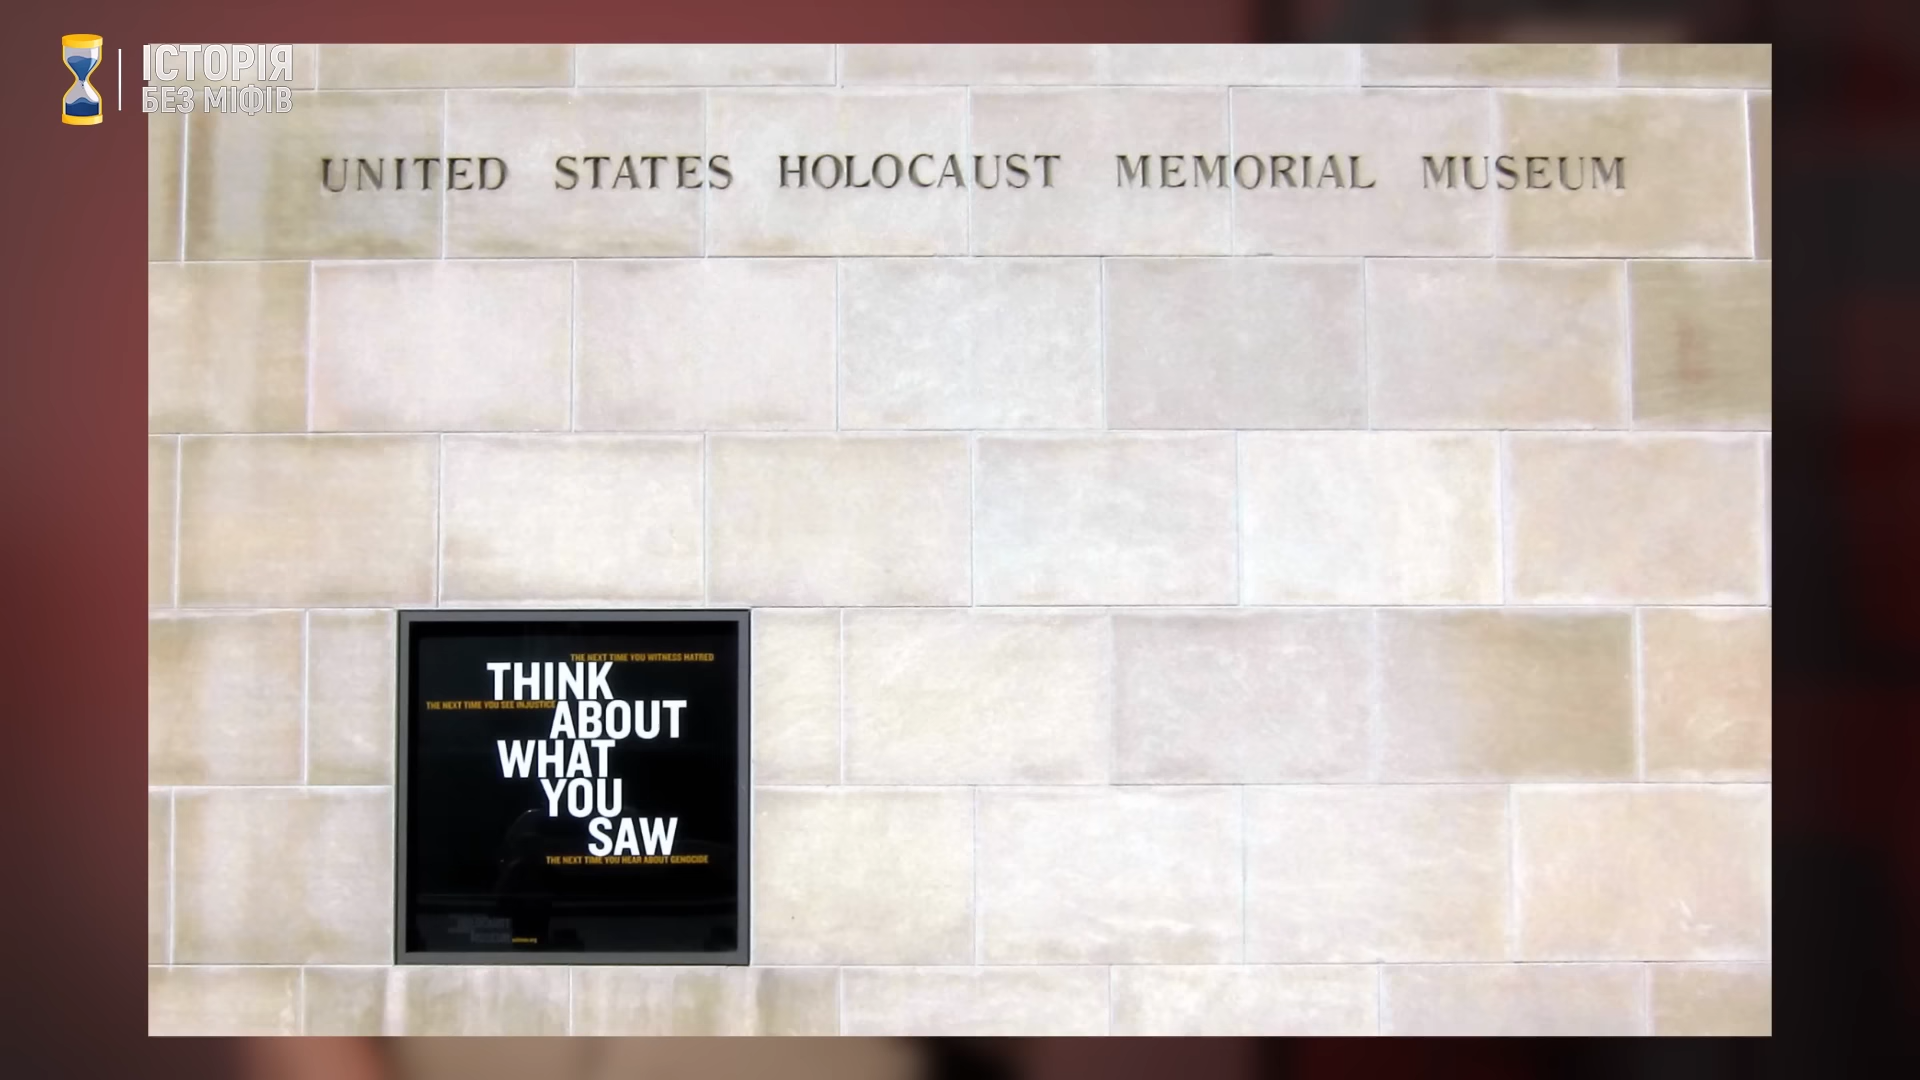 ІСТОРІЯ
БЕЗ МІФІВ
UNITED STATES HOLOCAUST MEMORIAL MUSEUM
THE NEXT TIME YOU WITNESS HATRED
THINK
THE NEXT TIME YOU SEE INJUSTICE
ABOUT
WHAT
YOU
SAW
THE NEXT TIME YOU HEAR ABOUT GENOCIDE